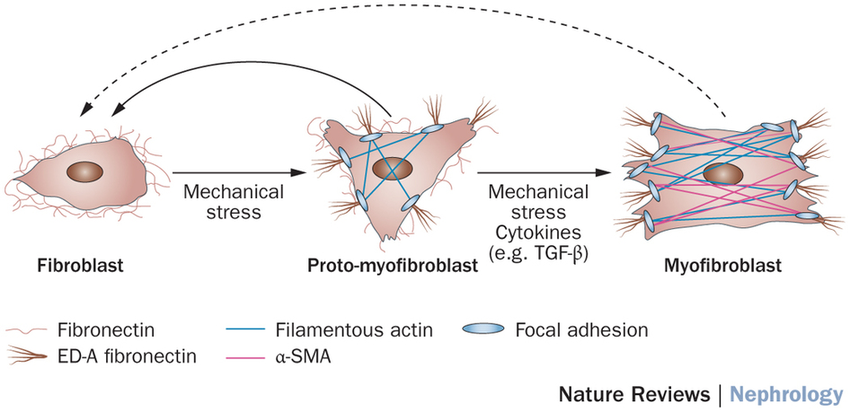 Mechanical
stress
Mechanical
stress
Cytokines
(e.g. TGF-β)
Fibroblast
Proto-myofibroblast
Myofibroblast
Fibronectin
Filamentous actin
Focal adhesion
ED-A fibronectin
α-SMA
Nature Reviews | Nephrology